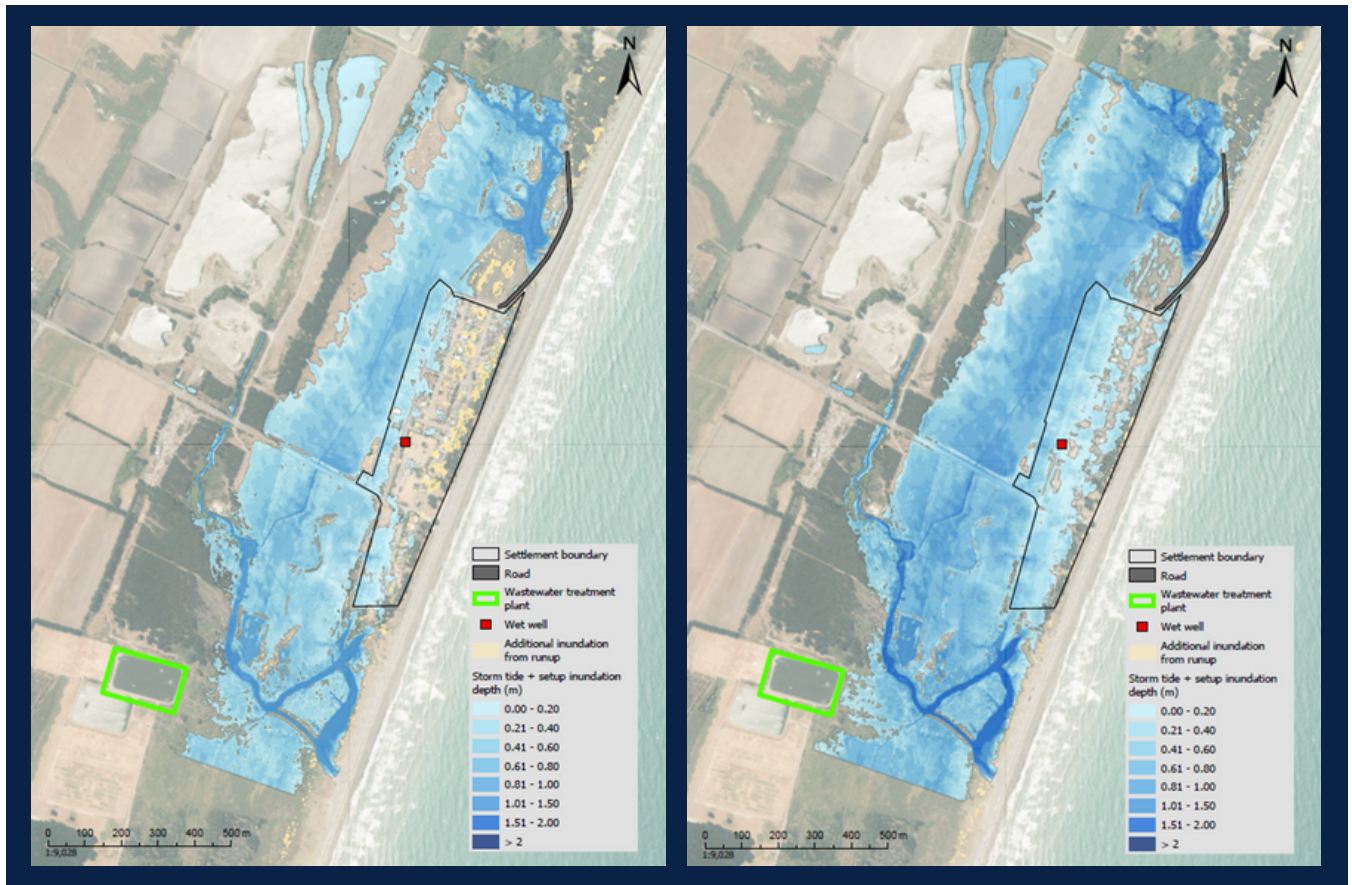 N
Settlement boundary
Road
Wastewater treatment
plant
Wet well
Additional inundation
from runup
Storm tide + setup inundation
depth (m)
0.00 - 0.20
0.21 - 0.40
0.41 - 0.60
0.61 - 0.80
0.81 - 1.00
1.01 - 1.50
1.51 - 2.00
> 2
0 100 200 300 400 500 m
1:9,028
N
Settlement boundary
Road
Wastewater treatment
plant
Wet well
Additional inundation
from runup
Storm tide + setup inundation
depth (m)
0.00 - 0.20
0.21 - 0.40
0.41 - 0.60
0.61 - 0.80
0.81 - 1.00
1.01 - 1.50
1.51 - 2.00
> 2
0 100 200 300 400 500 m
1:9,028